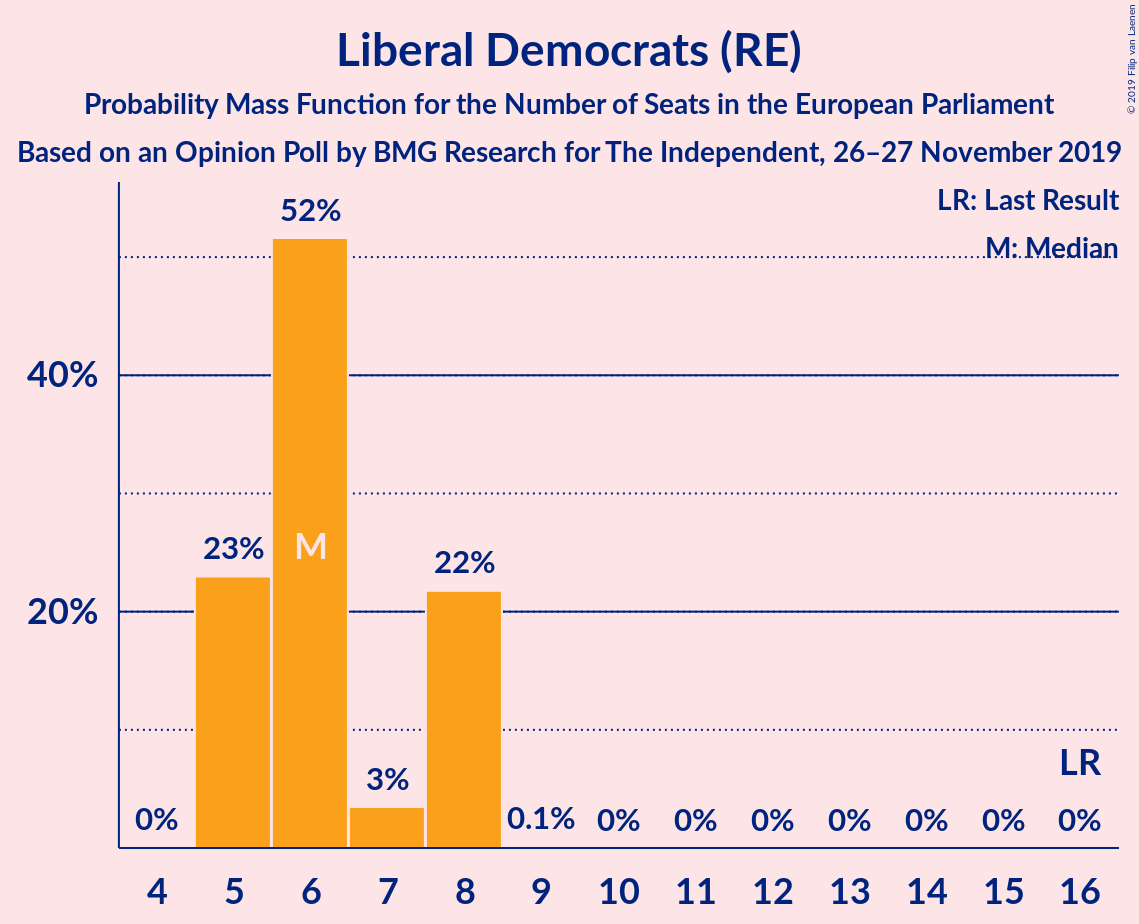 Liberal Democrats (RE)
Probability Mass Function for the Number of Seats in the European Parliament
Based on an Opinion Poll by BMG Research for The Independent, 26–27 November 2019
© 2019 Filip van Laenen
LR: Last Result
M: Median
52%
40%
23%
M
22%
20%
3%
LR
0%
0.1%
0%
0%
0%
0%
0%
0%
0%
4 5 6 7 8 9 10 11 12 13 14 15 16